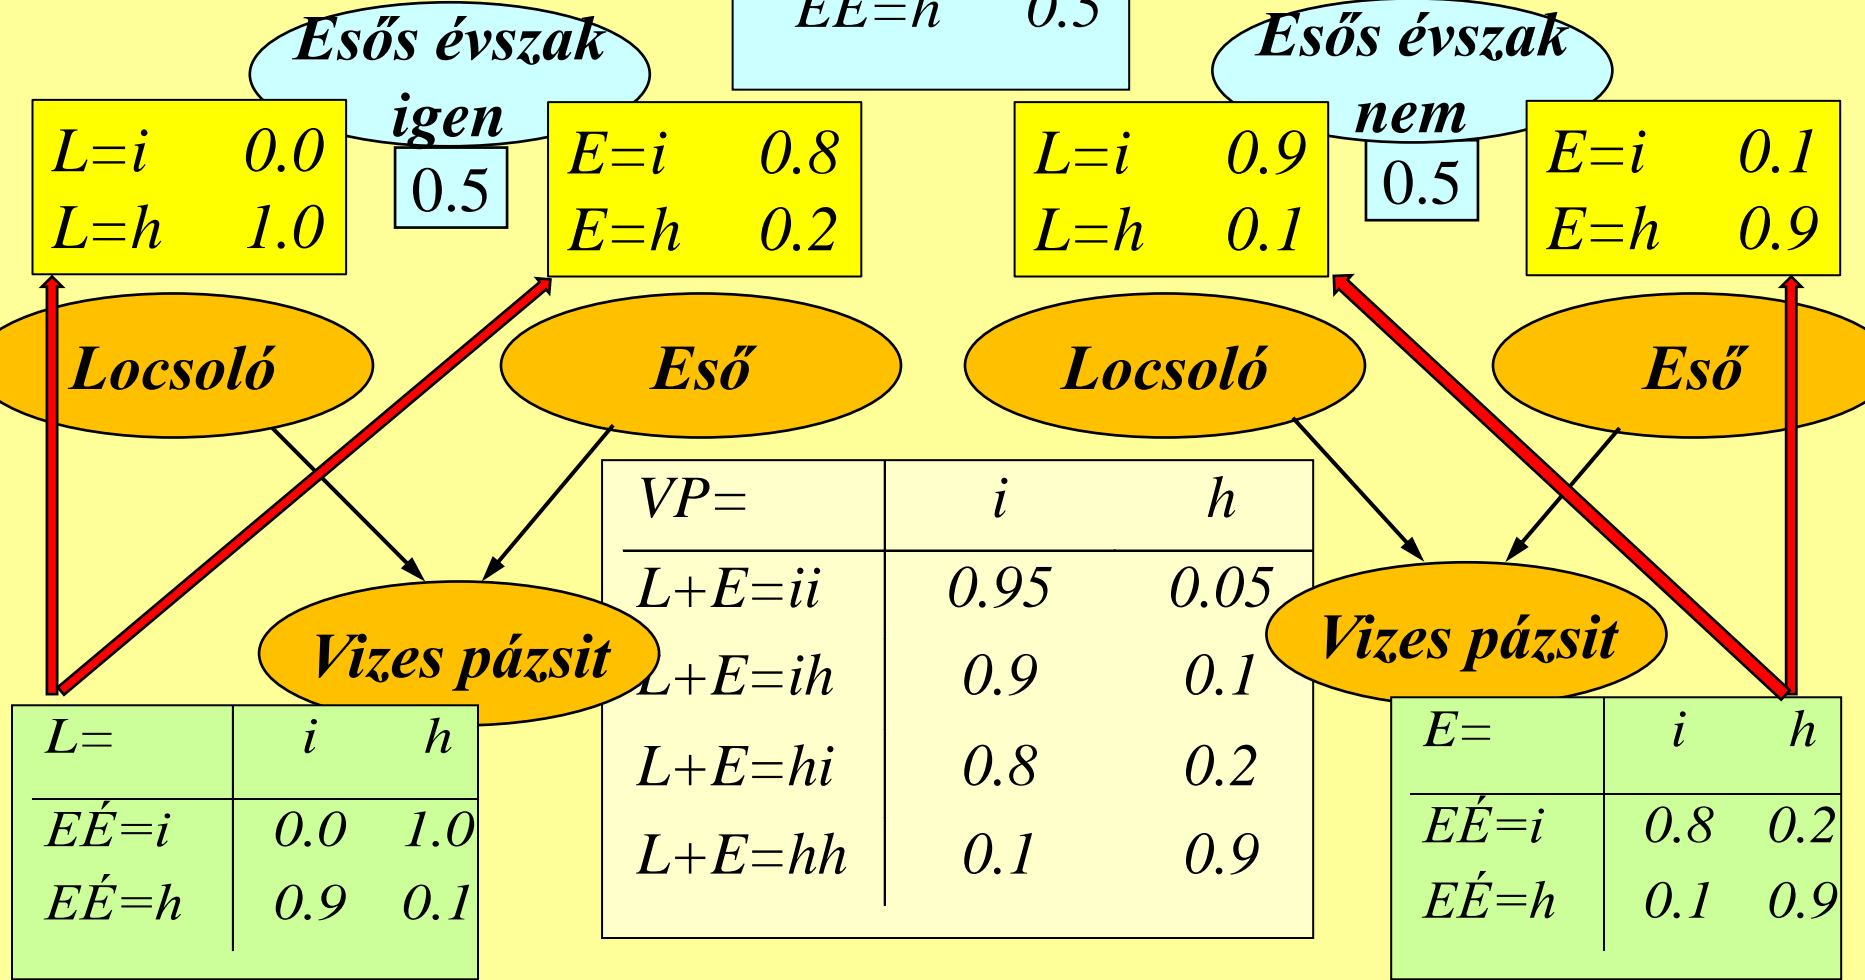 EÉ=h 0.5
Esős évszak
igen
0.5
Esős évszak
nem
0.5
L=i 0.0
L=h 1.0
E=i 0.8
E=h 0.2
L=i 0.9
L=h 0.1
E=i 0.1
E=h 0.9
Locsoló
Eső
Locsoló
Eső
VP= i h
L+E=ii 0.95 0.05
L+E=ih 0.9 0.1
L+E=hi 0.8 0.2
L+E=hh 0.1 0.9
Vizes pázsit
Vizes pázsit
L= i h
EÉ=i 0.0 1.0
EÉ=h 0.9 0.1
E= i h
EÉ=i 0.8 0.2
EÉ=h 0.1 0.9